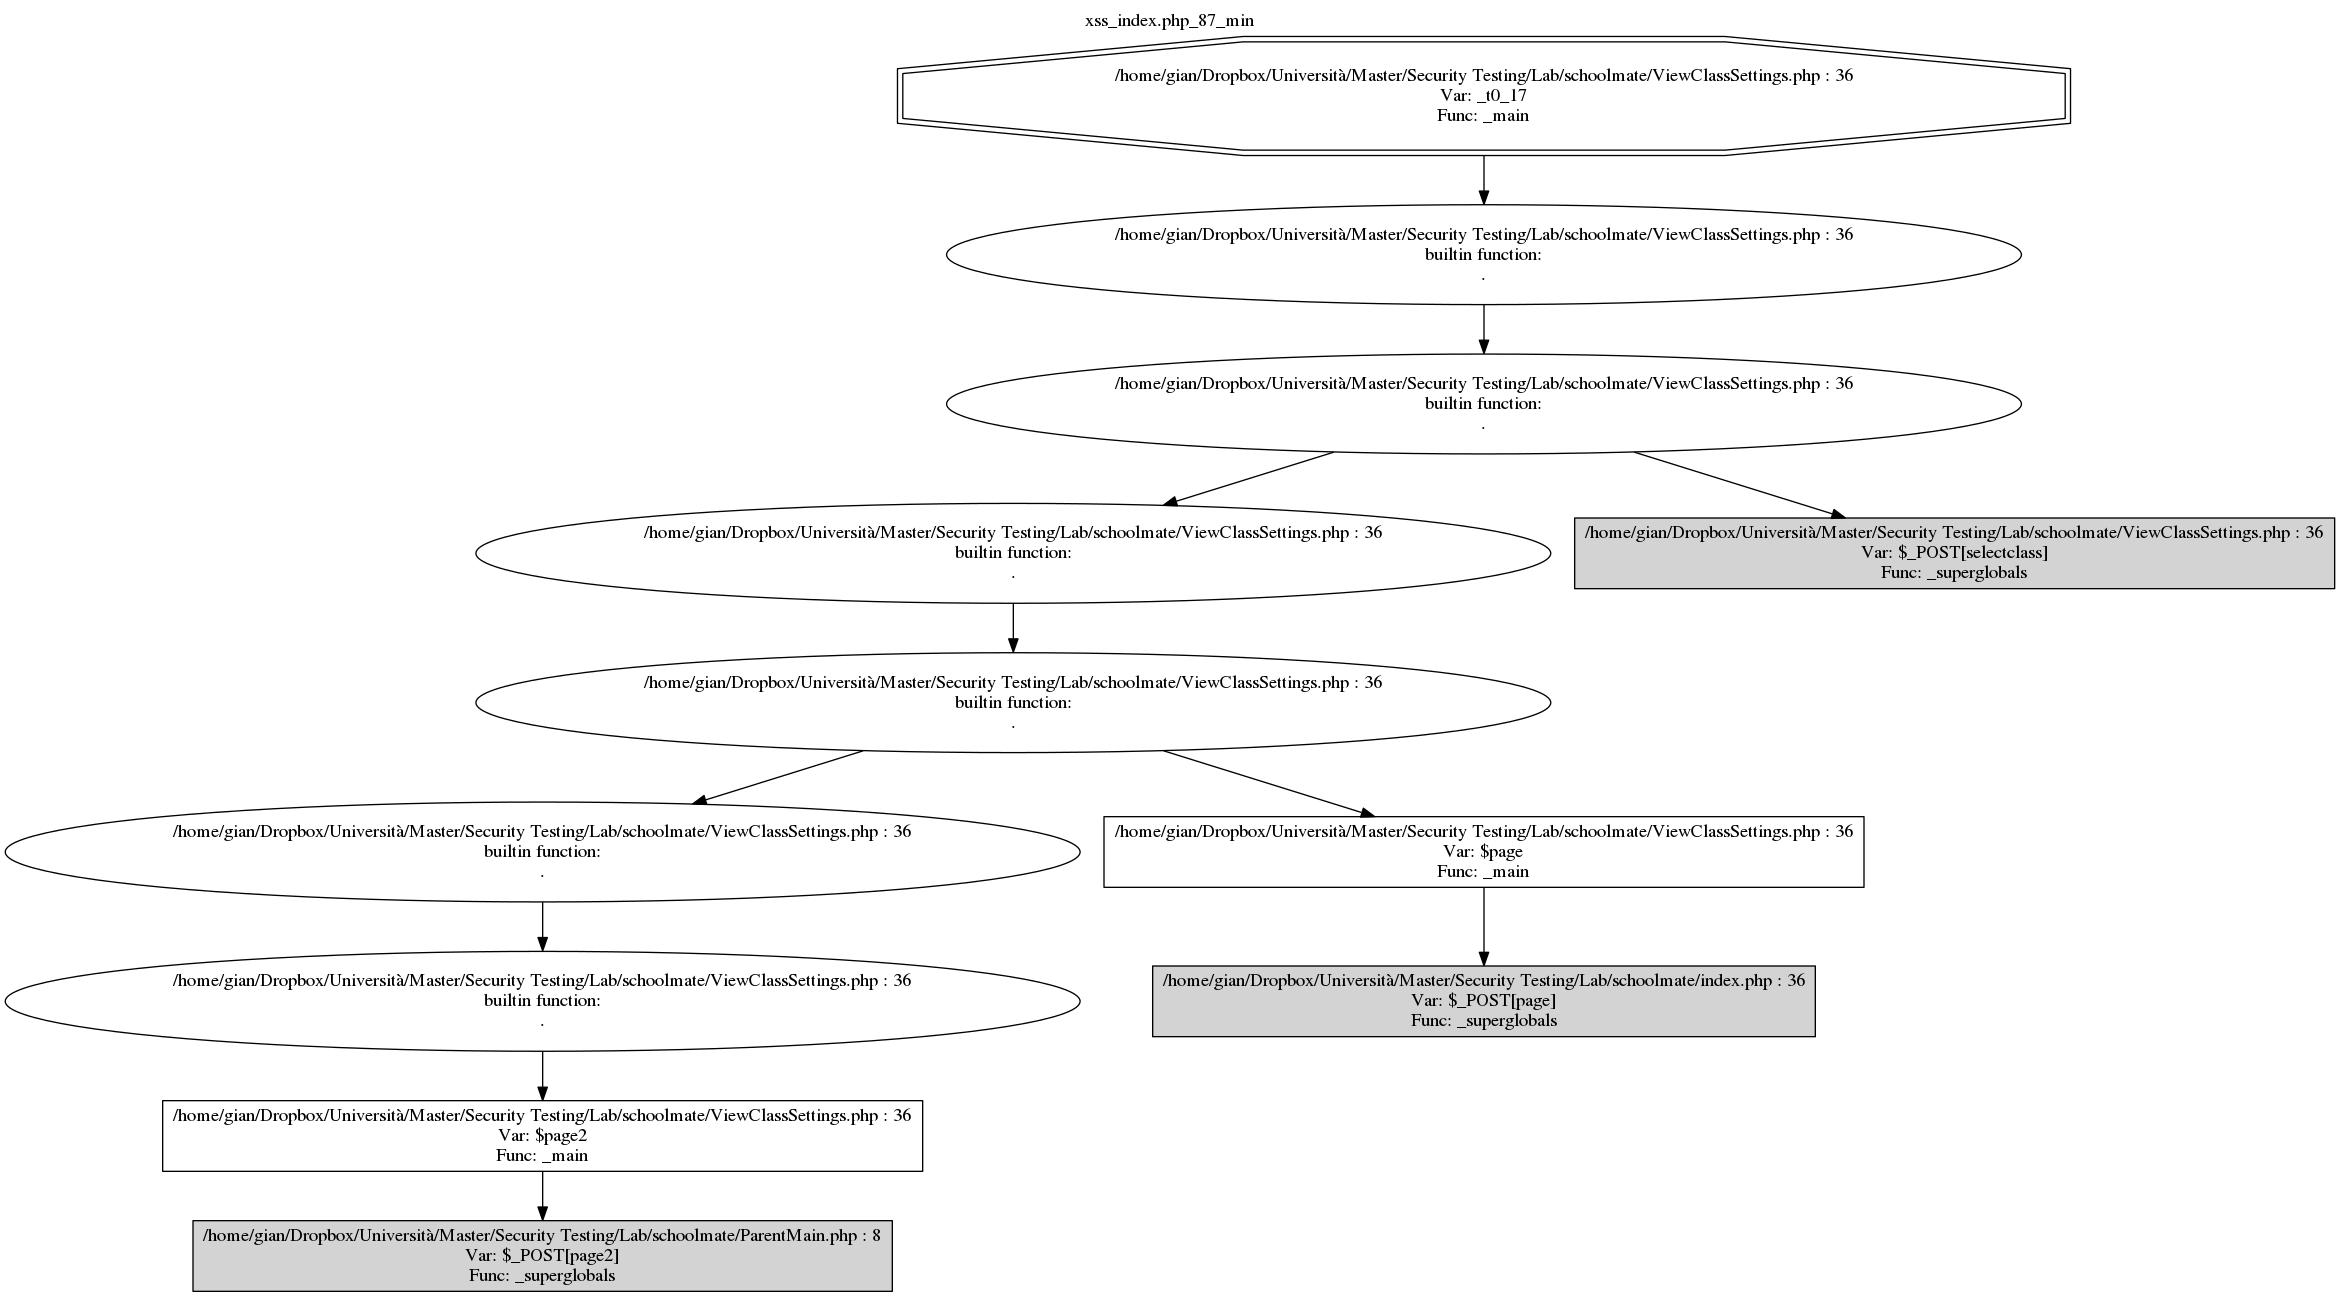 xss_index.php_87_min
/home/gian/Dropbox/Università/Master/Security Testing/Lab/schoolmate/ViewClassSettings.php : 36
Var: _t0_17
Func: _main
/home/gian/Dropbox/Università/Master/Security Testing/Lab/schoolmate/ViewClassSettings.php : 36
builtin function:
.
/home/gian/Dropbox/Università/Master/Security Testing/Lab/schoolmate/ViewClassSettings.php : 36
builtin function:
.
/home/gian/Dropbox/Università/Master/Security Testing/Lab/schoolmate/ViewClassSettings.php : 36
builtin function:
.
/home/gian/Dropbox/Università/Master/Security Testing/Lab/schoolmate/ViewClassSettings.php : 36
Var: $_POST[selectclass]
Func: _superglobals
/home/gian/Dropbox/Università/Master/Security Testing/Lab/schoolmate/ViewClassSettings.php : 36
builtin function:
.
/home/gian/Dropbox/Università/Master/Security Testing/Lab/schoolmate/ViewClassSettings.php : 36
builtin function:
.
/home/gian/Dropbox/Università/Master/Security Testing/Lab/schoolmate/ViewClassSettings.php : 36
Var: $page
Func: _main
/home/gian/Dropbox/Università/Master/Security Testing/Lab/schoolmate/ViewClassSettings.php : 36
builtin function:
.
/home/gian/Dropbox/Università/Master/Security Testing/Lab/schoolmate/index.php : 36
Var: $_POST[page]
Func: _superglobals
/home/gian/Dropbox/Università/Master/Security Testing/Lab/schoolmate/ViewClassSettings.php : 36
Var: $page2
Func: _main
/home/gian/Dropbox/Università/Master/Security Testing/Lab/schoolmate/ParentMain.php : 8
Var: $_POST[page2]
Func: _superglobals